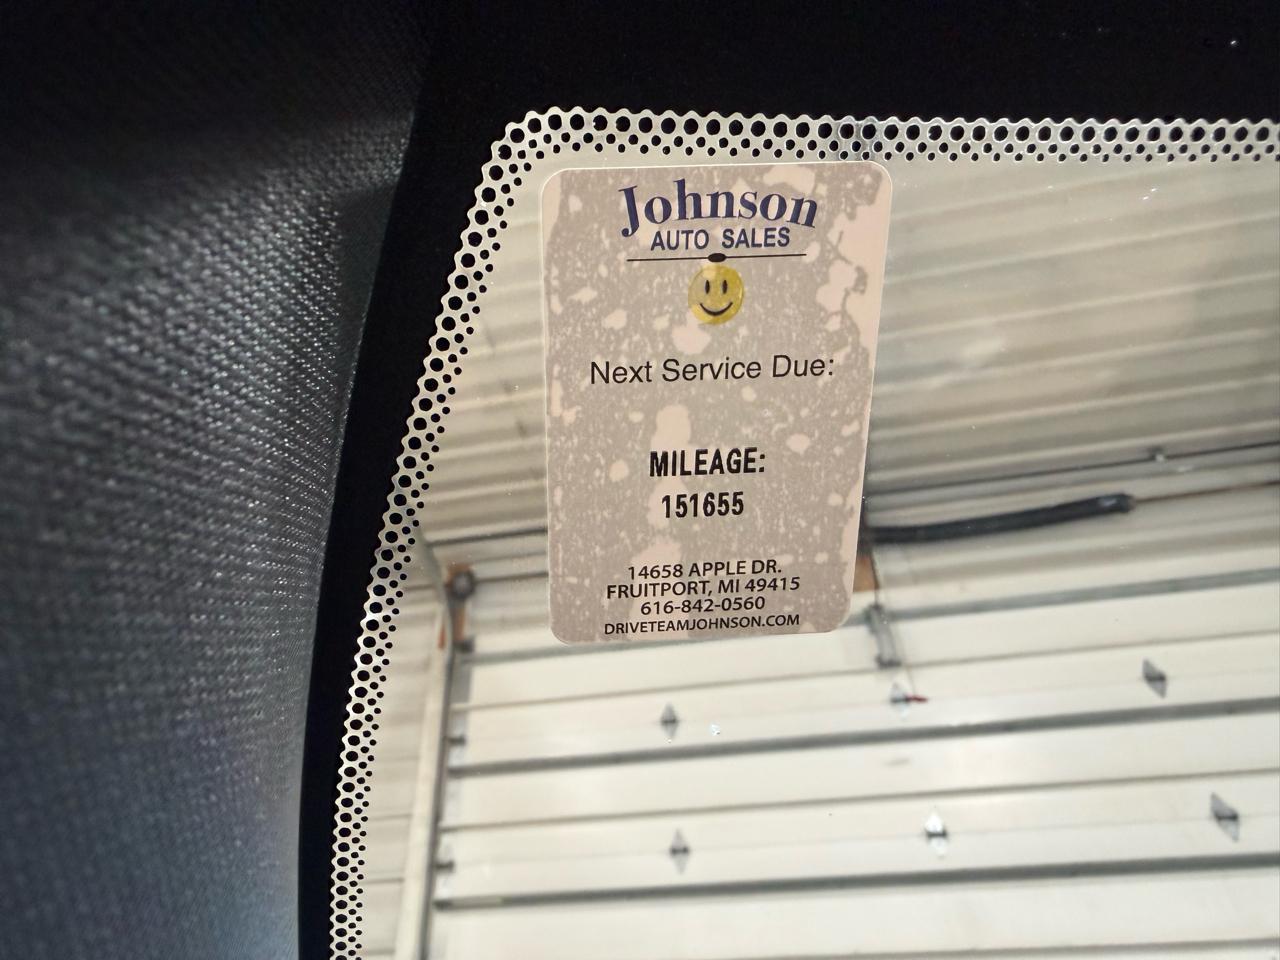 Johnson
AUTO SALES
Next Service Due:
MILEAGE:
151655
14658 APPLE DR.
FRUITPORT, MI 49415
616-842-0560
DRIVETEAMJOHNSON.COM